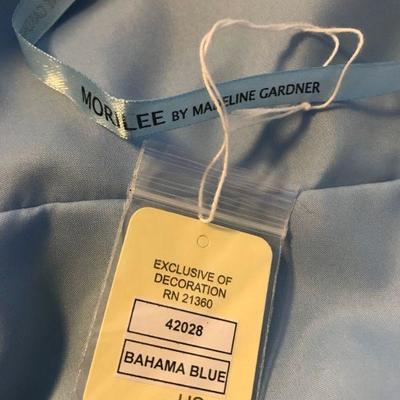 MORILEE BY MADELINE GARDNER
EXCLUSIVE OF
DECORATION
RN 21360
42028
BAHAMA BLUE